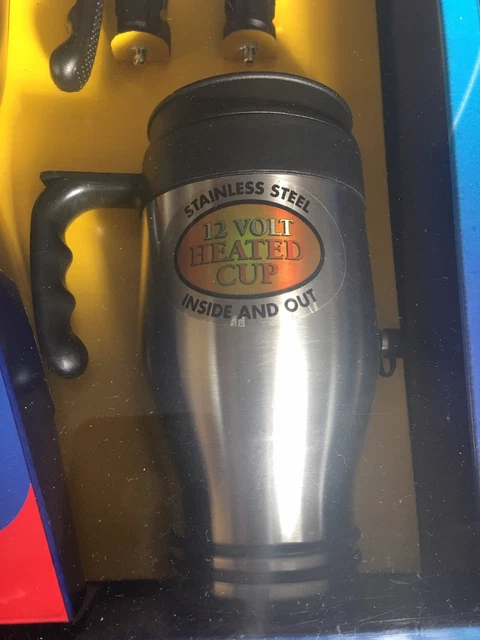 STAINLESS STEEL
12 VOLT
HEATED
CUP
INSIDE AND OUT